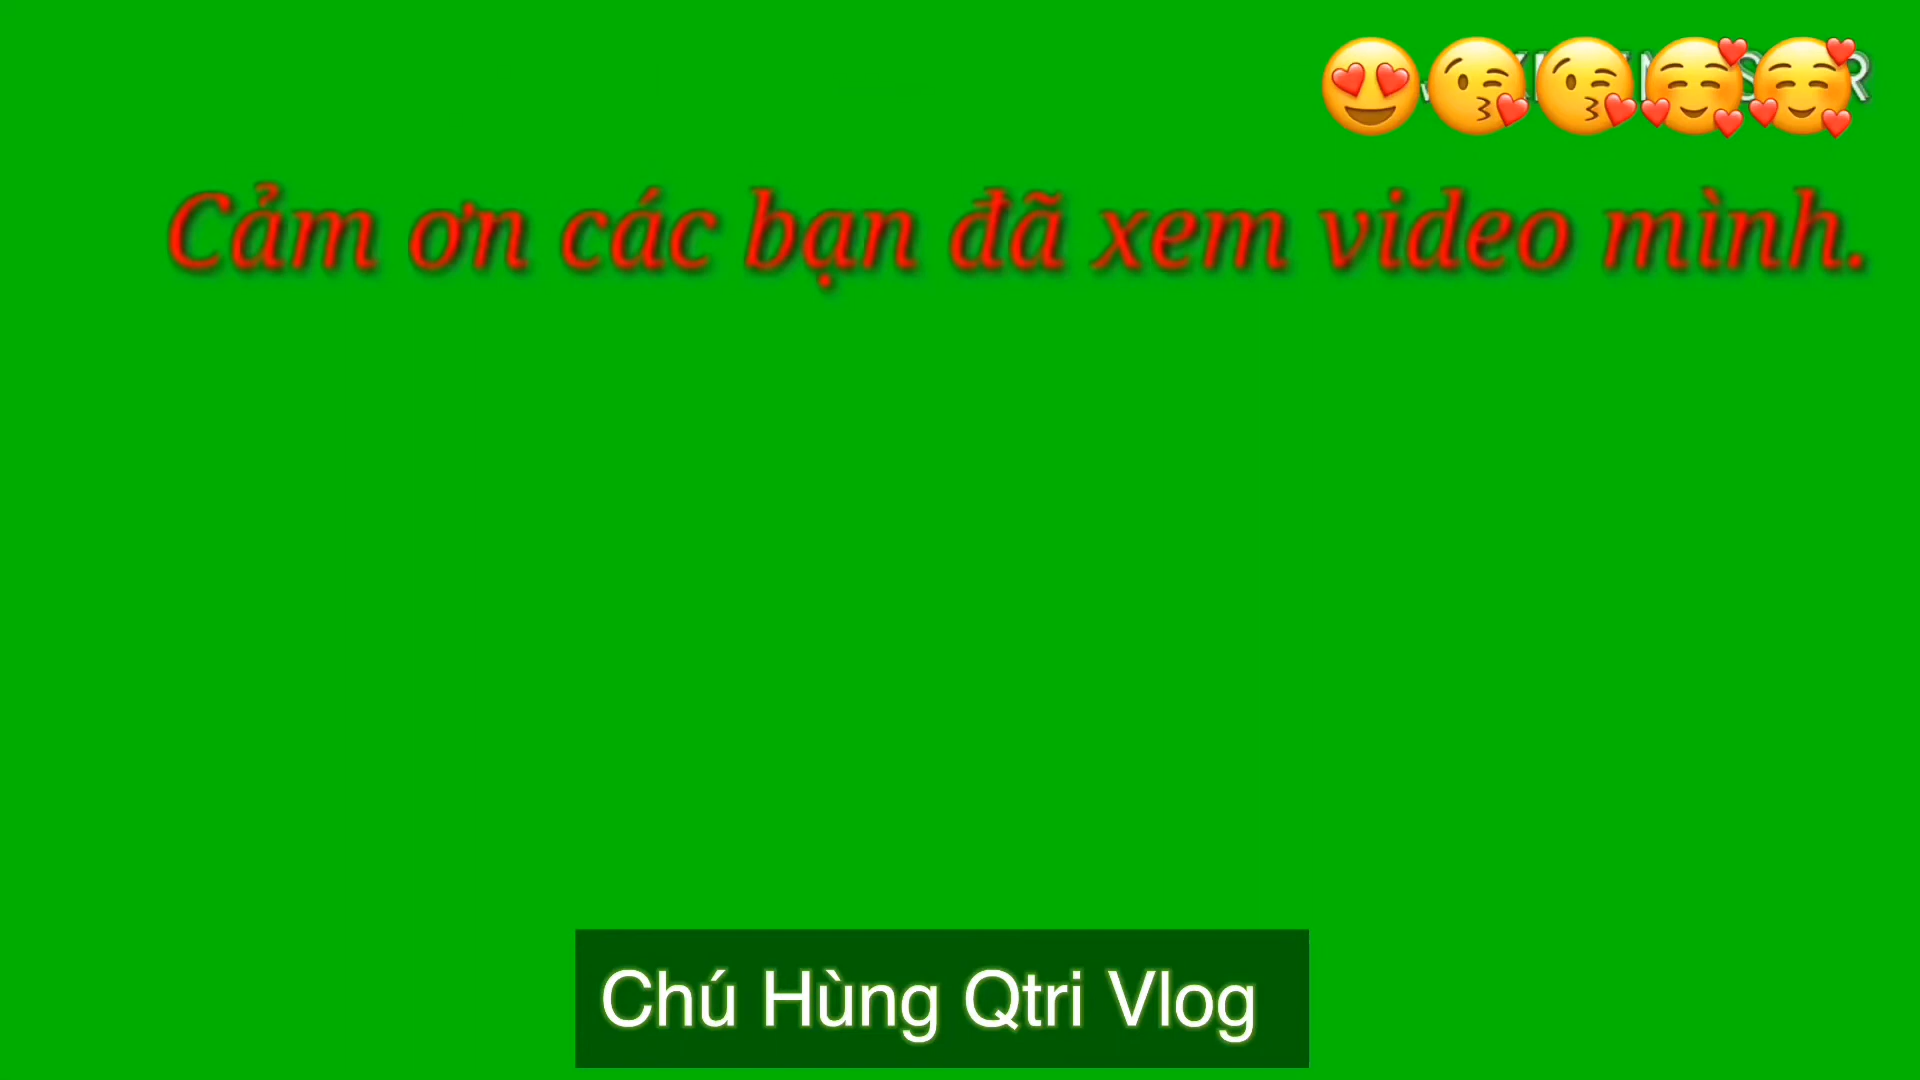 😍😘😘🥰🥰
Cảm ơn các bạn đã xem video mình.
Chú Hùng Qtri Vlog